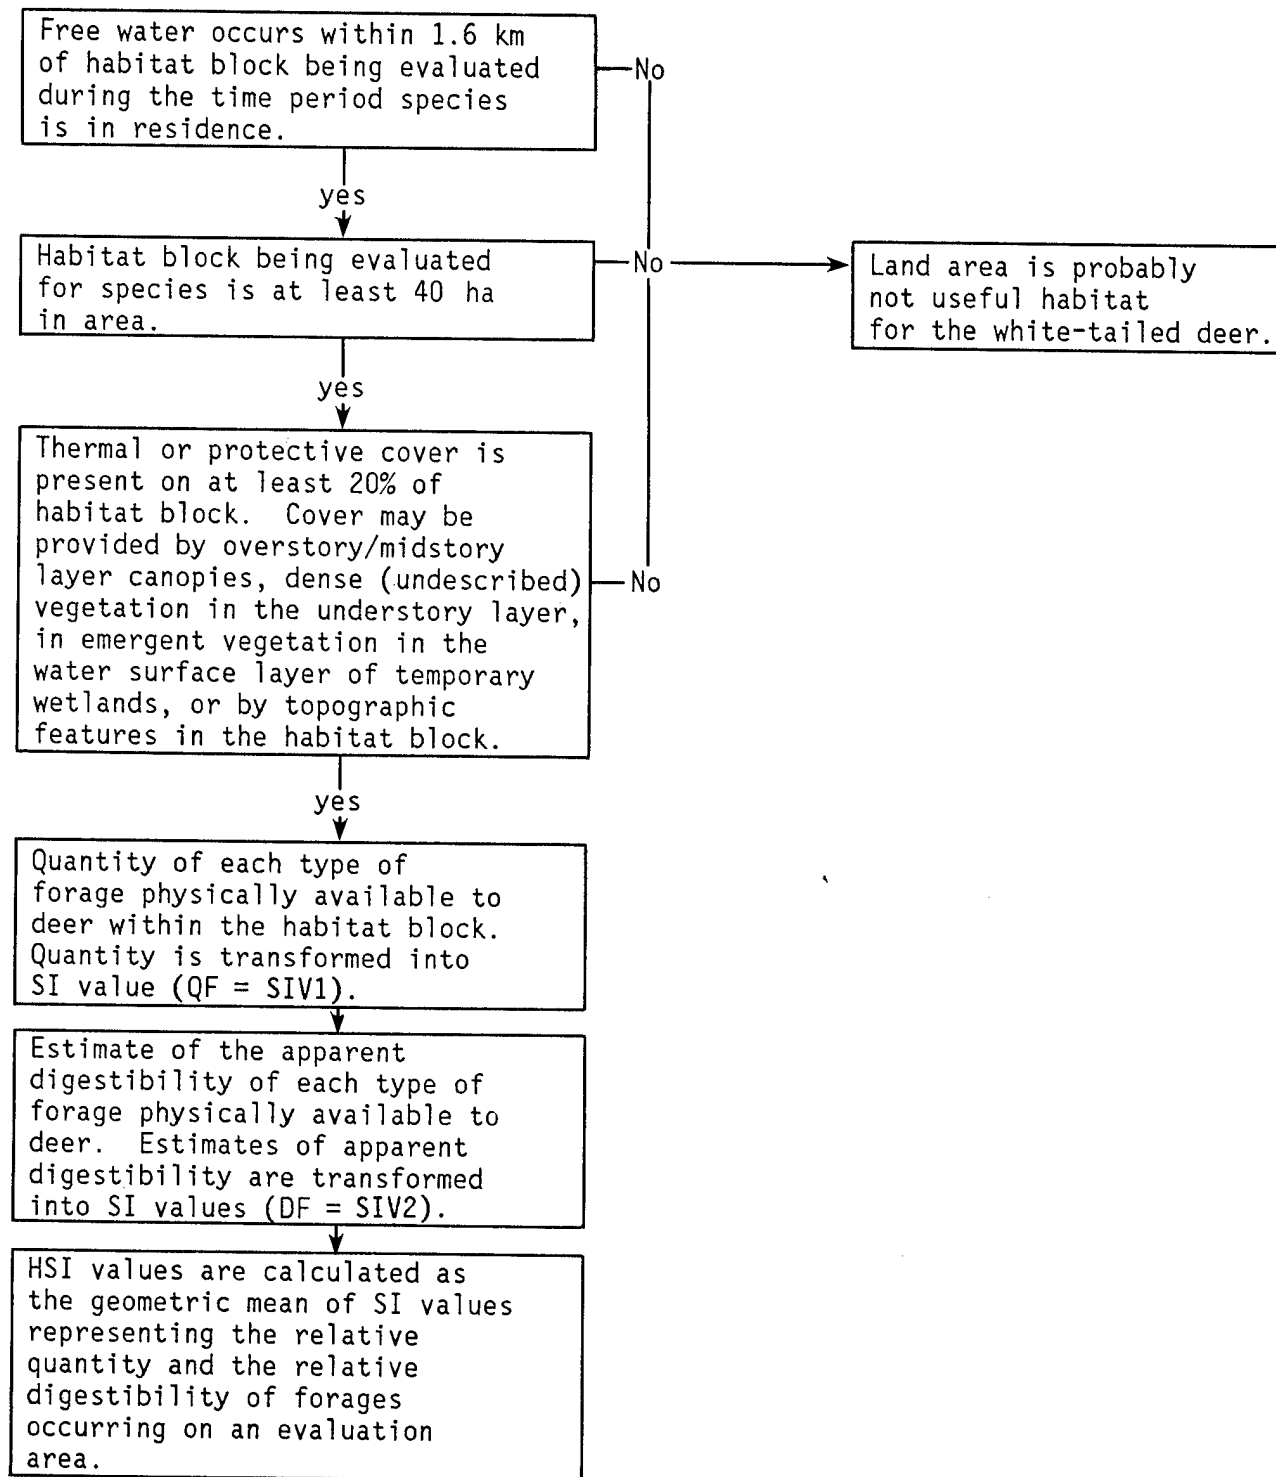 Free water occurs within 1.6 km
of habitat block being evaluated
during the time period species
is in residence.
No
yes
Habitat block being evaluated
for species is at least 40 ha
in area.
No
Land area is probably
not useful habitat
for the white-tailed deer.
yes
Thermal or protective cover is
present on at least 20% of
habitat block. Cover may be
provided by overstory/midstory
layer canopies, dense (undescribed)
vegetation in the understory layer,
in emergent vegetation in the
water surface layer of temporary
wetlands, or by topographic
features in the habitat block.
No
yes
Quantity of each type of
forage physically available to
deer within the habitat block.
Quantity is transformed into
SI value (QF = SIV1).
Estimate of the apparent
digestibility of each type of
forage physically available to
deer. Estimates of apparent
digestibility are transformed
into SI values (DF = SIV2).
HSI values are calculated as
the geometric mean of SI values
representing the relative
quantity and the relative
digestibility of forages
occurring on an evaluation
area.